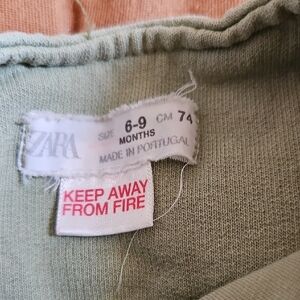 ZARA
SIZE 6-9 CM 74
MONTHS
MADE IN PORTUGAL
KEEP AWAY
FROM FIRE